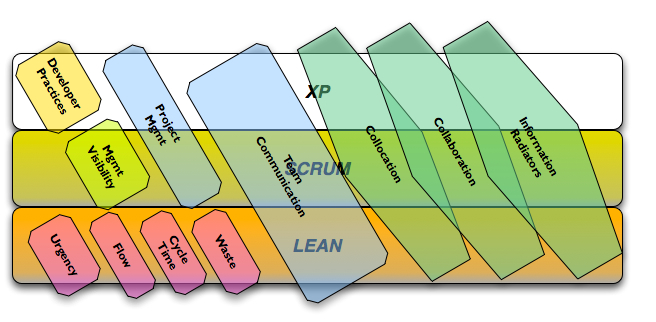 Developer
Practices
Project
Mgmt
XP
Mgmt
Visibility
Team
Communication
SCRUM
Collocation
Collaboration
Information
Radiators
Urgency
Flow
Cycle
Time
Waste
LEAN